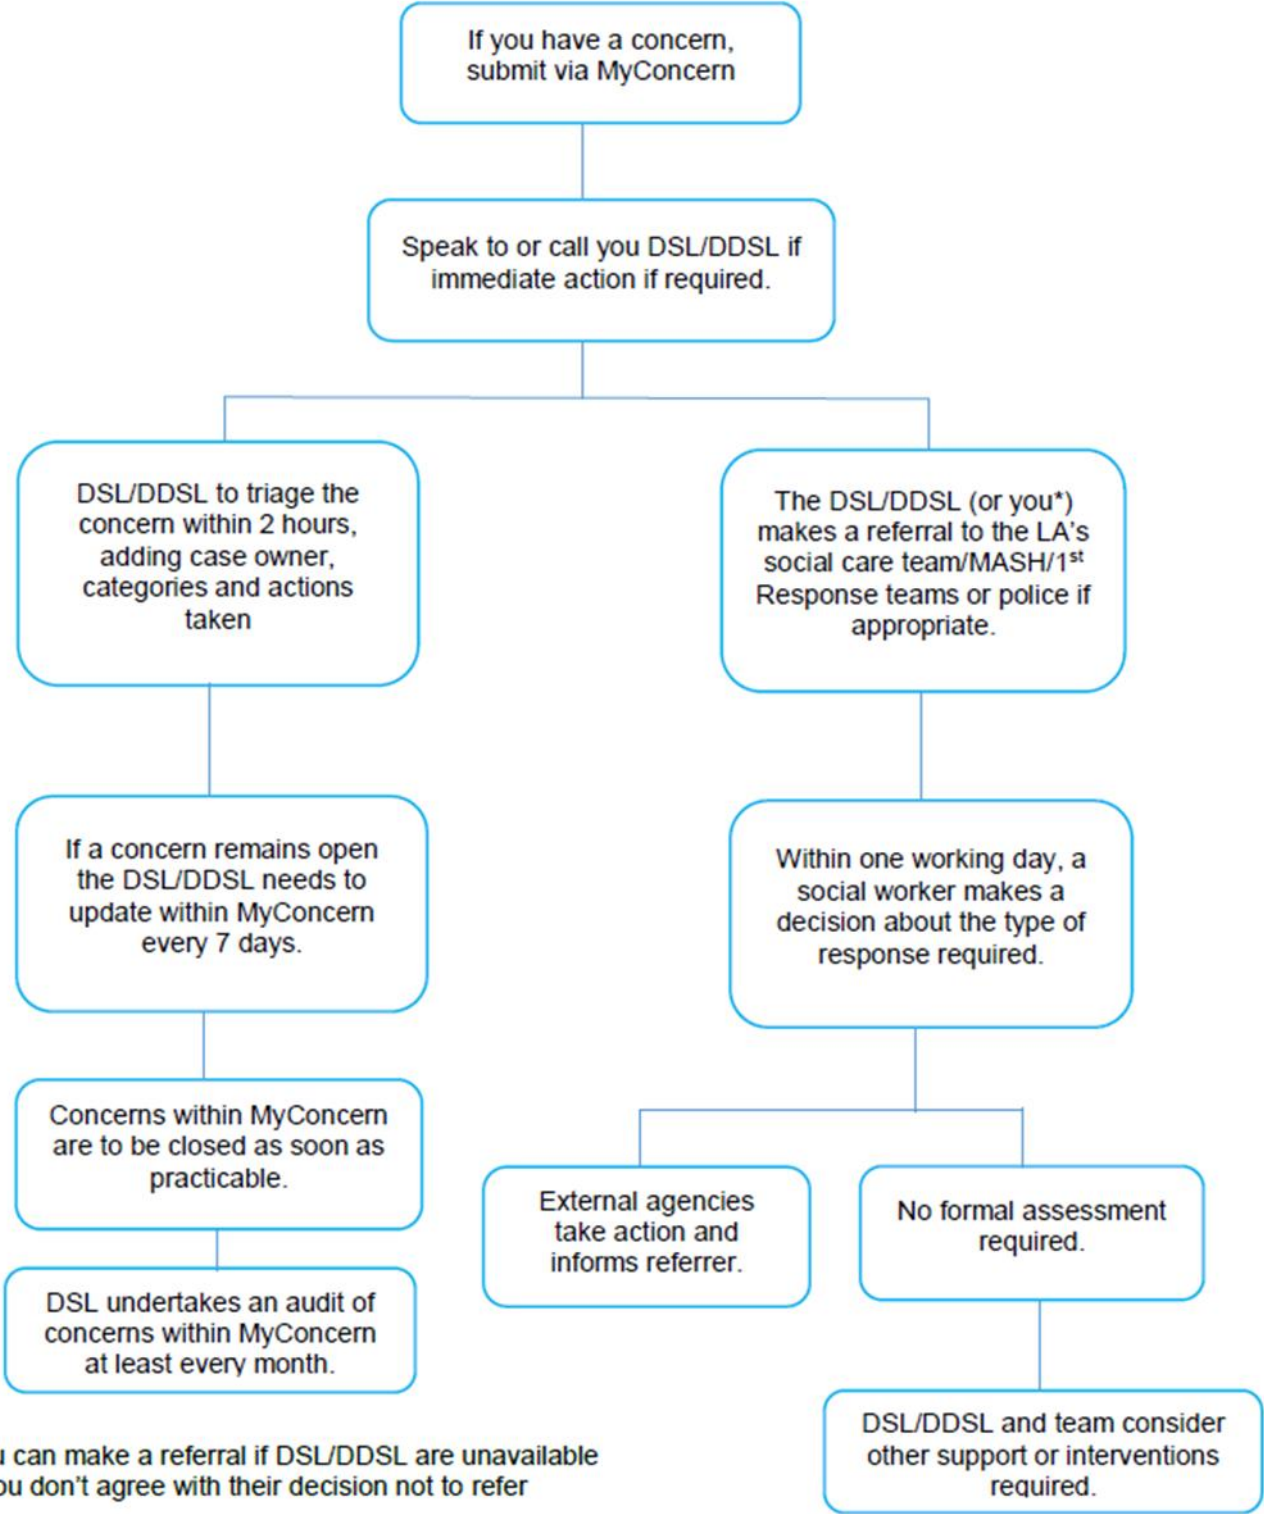 If you have a concern,
submit via MyConcern
Speak to or call you DSL/DDSL if
immediate action if required.
DSL/DDSL to triage the
concern within 2 hours,
adding case owner,
categories and actions
taken
The DSL/DDSL (or you*)
makes a referral to the LA's
social care team/MASH/1st
Response teams or police if
appropriate.
If a concern remains open
the DSL/DDSL needs to
update within MyConcern
every 7 days.
Within one working day, a
social worker makes a
decision about the type of
response required.
Concerns within MyConcern
are to be closed as soon as
practicable.
External agencies
take action and
informs referrer.
No formal assessment
required.
DSL undertakes an audit of
concerns within MyConcern
at least every month.
DSL/DDSL and team consider
other support or interventions
required.
u can make a referral if DSL/DDSL are unavailable
ou don't agree with their decision not to refer